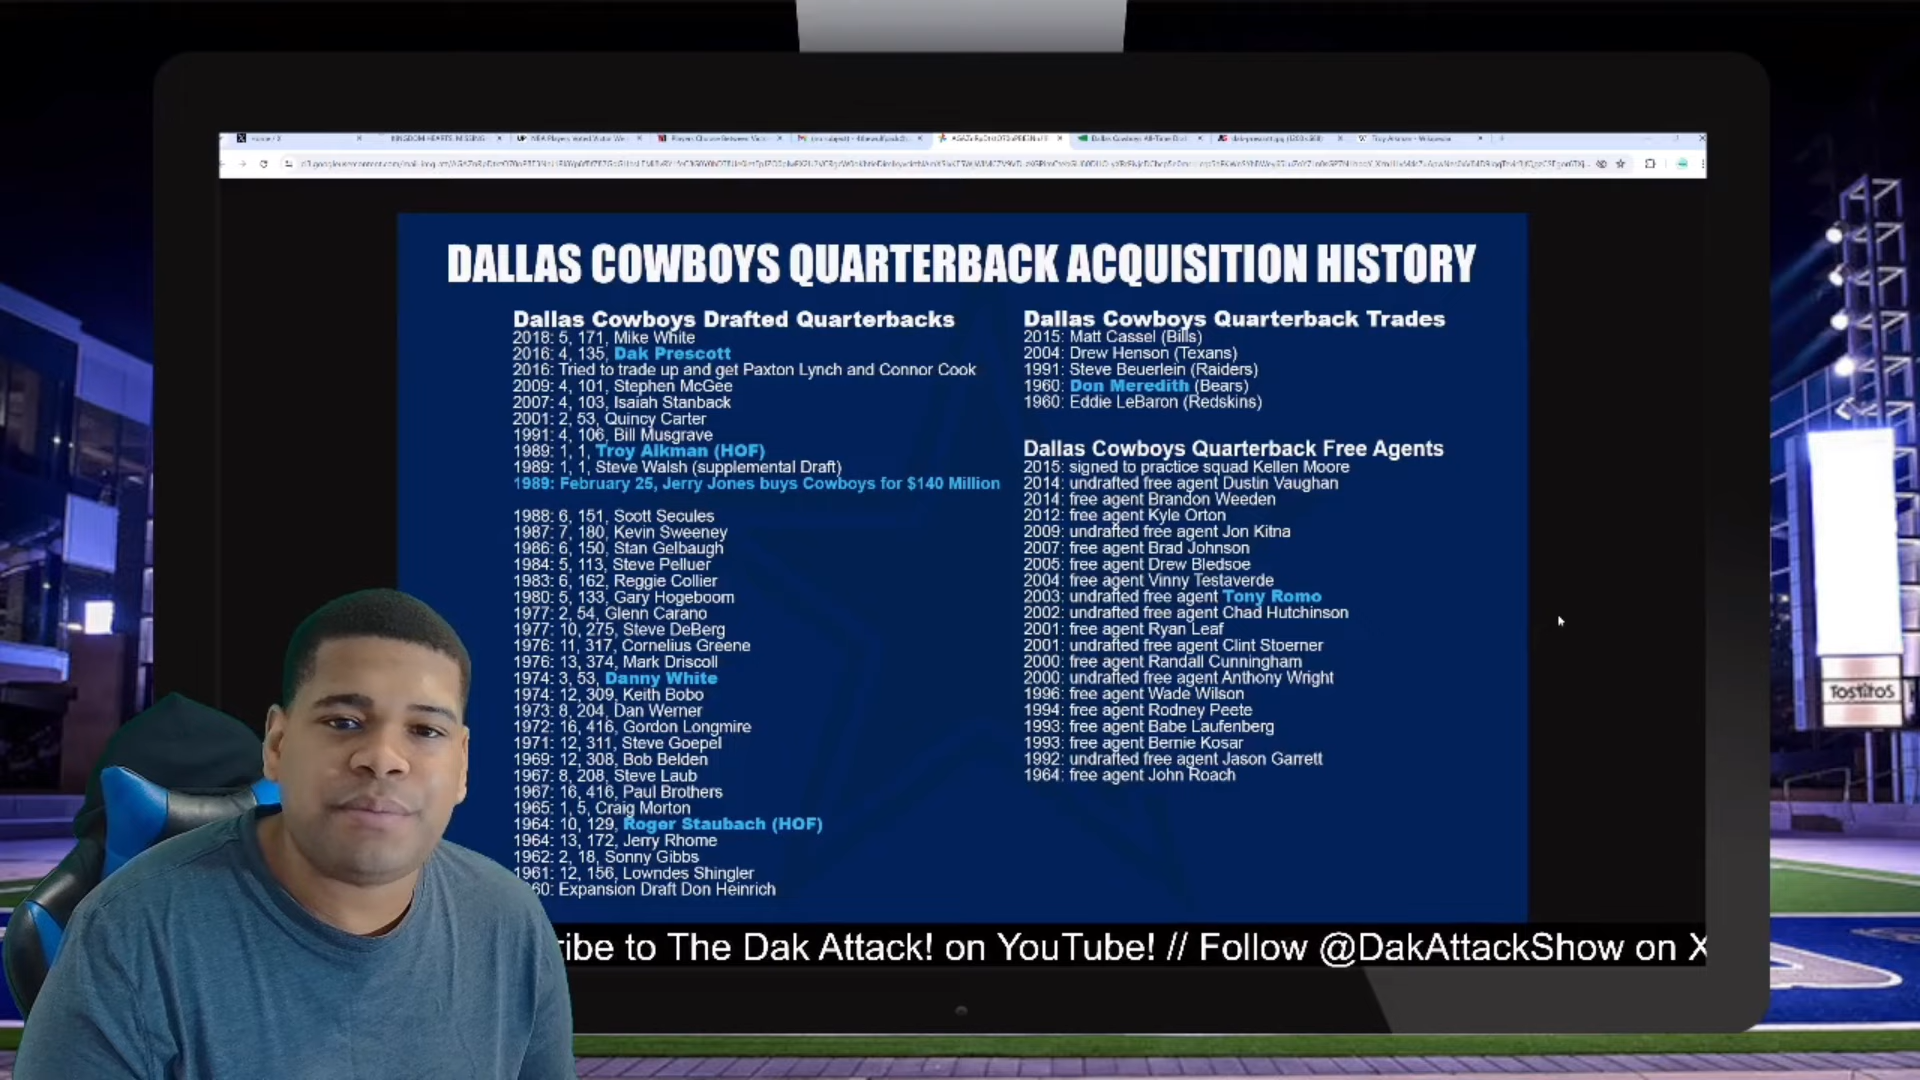 KINGDOM HEARTS MISSING
UP
DALLAS COWBOYS QUARTERBACK ACQUISITION HISTORY
Dallas Cowboys Drafted Quarterbacks
2018: 5, 171, Mike White
2016: 4, 135, Dak Prescott
2016: Tried to trade up and get Paxton Lynch and Connor Cook
2009: 4, 101, Stephen McGee
2007: 4, 103, Isaiah Stanback
2001: 2, 53, Quincy Carter
1991: 4, 106, Bill Musgrave
1989: 1, 1, Troy Aikman (HOF)
1989: 1, 1, Steve Walsh (supplemental Draft)
1989: February 25, Jerry Jones buys Cowboys for $140 Million
1988: 6, 151, Scott Secules
1987: 7, 180, Kevin Sweeney
1986: 6, 150, Stan Gelbaugh
1984: 5, 113, Steve Pelluer
1983: 6, 162, Reggie Collier
1980: 5, 133, Gary Hogeboom
1977: 2, 54, Glenn Carano
1977: 10, 275, Steve DeBerg
1976: 11, 317, Cornelius Greene
1976: 13, 374, Mark Driscoll
1974: 3, 53, Danny White
1974: 12, 309, Keith Bobo
1973: 8, 204, Dan Werner
1972: 16, 416, Gordon Longmire
1971: 12, 311, Steve Goepel
1969: 12, 308, Bob Belden
1967: 8, 208, Steve Laub
1967: 16, 416, Paul Brothers
1965: 1, 5, Craig Morton
1964: 10, 129, Roger Staubach (HOF)
1964: 13, 172, Jerry Rhome
1962: 2, 18, Sonny Gibbs
1961: 12, 156, Lowndes Shingler
60: Expansion Draft Don Heinrich
Dallas Cowboys Quarterback Trades
2015: Matt Cassel (Bills)
2004: Drew Henson (Texans)
1991: Steve Beuerlein (Raiders)
1960: Don Meredith (Bears)
1960: Eddie LeBaron (Redskins)
Dallas Cowboys Quarterback Free Agents
2015: signed to practice squad Kellen Moore
2014: undrafted free agent Dustin Vaughan
2014: free agent Brandon Weeden
2012: free agent Kyle Orton
2009: undrafted free agent Jon Kitna
2007: free agent Brad Johnson
2005: free agent Drew Bledsoe
2004: free agent Vinny Testaverde
2003: undrafted free agent Tony Romo
2002: undrafted free agent Chad Hutchinson
2001: free agent Ryan Leaf
2001: undrafted free agent Clint Stoerner
2000: free agent Randall Cunningham
2000: undrafted free agent Anthony Wright
1996: free agent Wade Wilson
1994: free agent Rodney Peete
1993: free agent Babe Laufenberg
1993: free agent Bernie Kosar
1992: undrafted free agent Jason Garrett
1964: free agent John Roach
Tostitos
ribe to The Dak Attack! on YouTube! // Follow @DakAttackShow on X